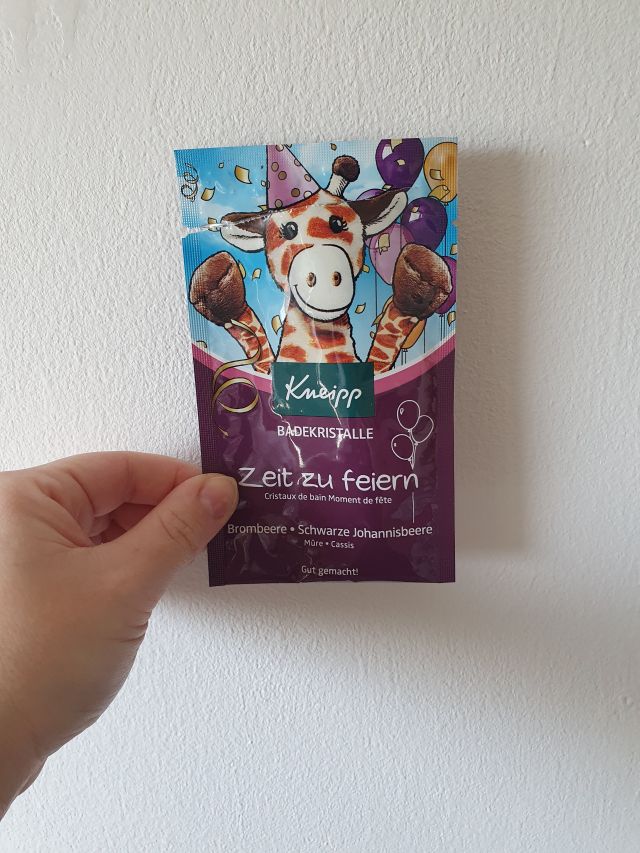 Kneipp
BADEKRISTALLE
Zeit zu feiern
Cristaux de bain Moment de fête
Brombeere • Schwarze Johannisbeere
Mûre • Cassis
Gut gemacht!